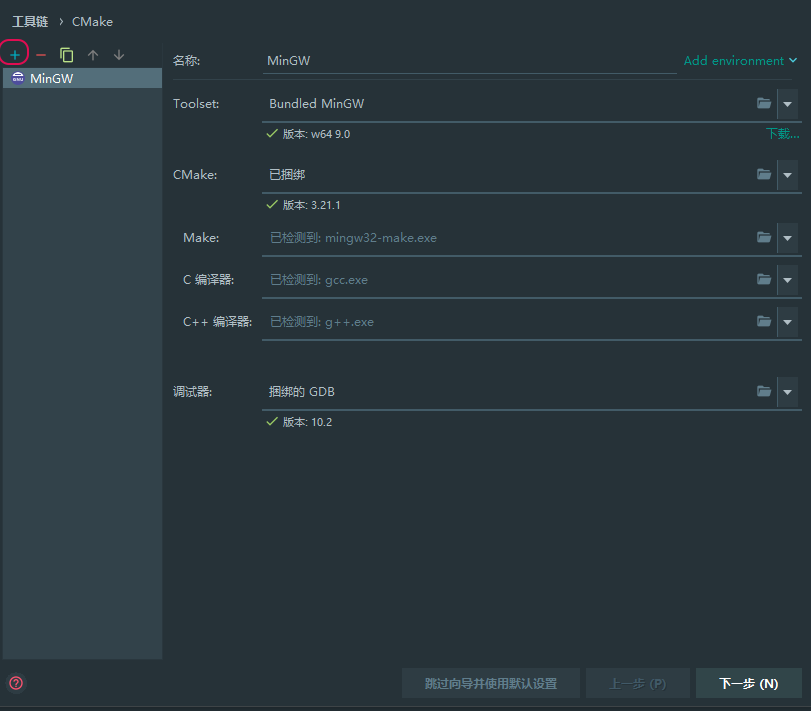 工具链 › CMake
MinGW
名称: MinGW Add environment
Toolset: Bundled MinGW
版本: w64 9.0 下载...
CMake: 已捆绑
版本: 3.21.1
Make: 已检测到: mingw32-make.exe
C 编译器: 已检测到: gcc.exe
C++ 编译器: 已检测到: g++.exe
调试器: 捆绑的 GDB
版本: 10.2
跳过向导并使用默认设置 上一步 (P) 下一步 (N)